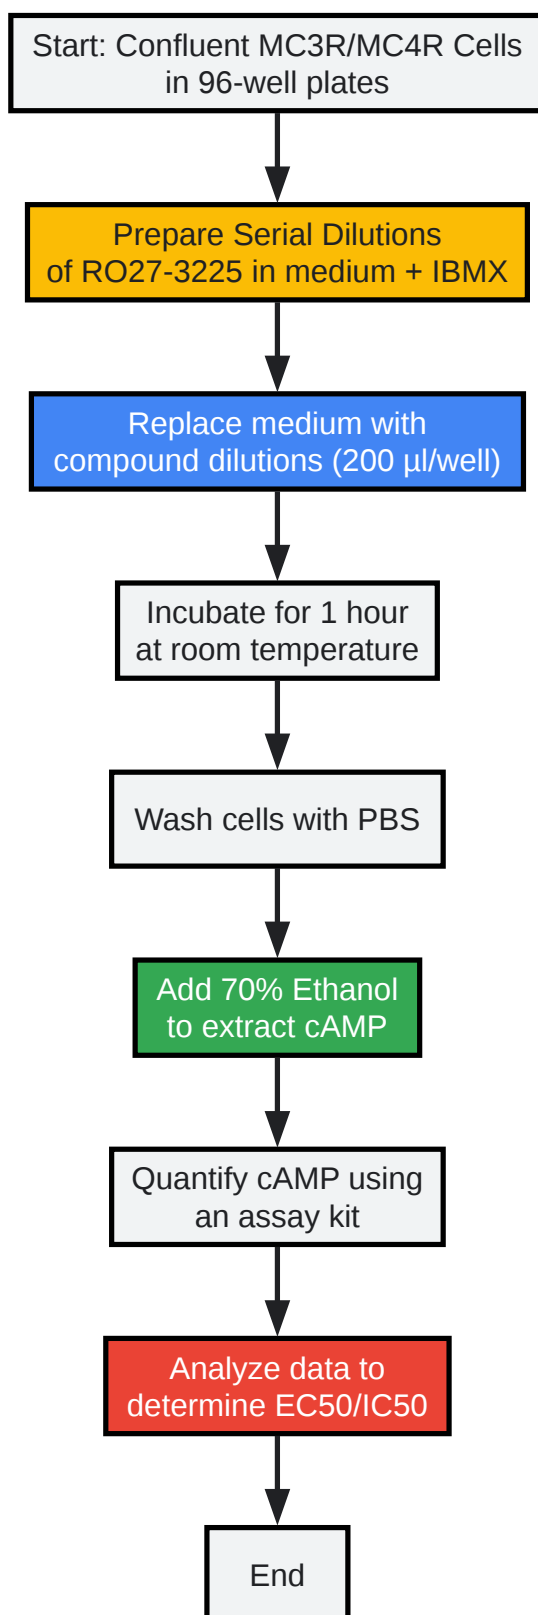 Start: Confluent MC3R/MC4R Cells
in 96-well plates
Prepare Serial Dilutions
of RO27-3225 in medium + IBMX
Replace medium with
compound dilutions (200 µl/well)
Incubate for 1 hour
at room temperature
Wash cells with PBS
Add 70% Ethanol
to extract cAMP
Quantify cAMP using
an assay kit
Analyze data to
determine EC50/IC50
End